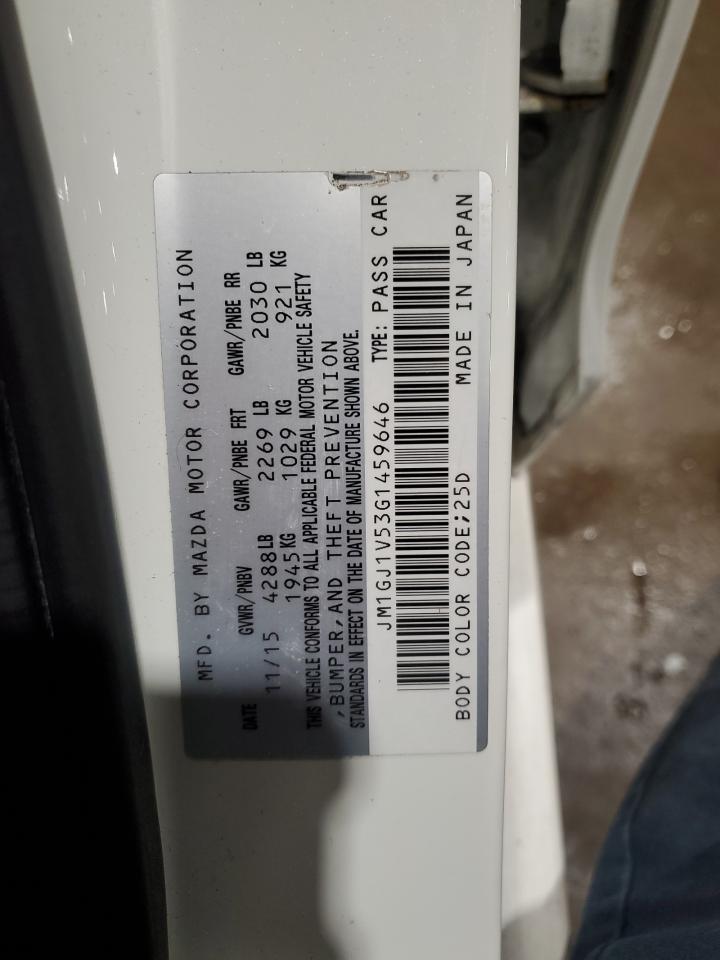 MFD. BY MAZDA MOTOR CORPORATION
DATE GVWR/PNBV GAWR/PNBE FRT GAWR/PNBE RR
11/15 4288LB 2269 LB 2030 LB
1945KG 1029 KG 921 KG
THIS VEHICLE CONFORMS TO ALL APPLICABLE FEDERAL MOTOR VEHICLE SAFETY
,BUMPER,AND THEFT PREVENTION
STANDARDS IN EFFECT ON THE DATE OF MANUFACTURE SHOWN ABOVE.
JM1GJ1V53G1459646 TYPE: PASS CAR
BODY COLOR CODE;25D MADE IN JAPAN